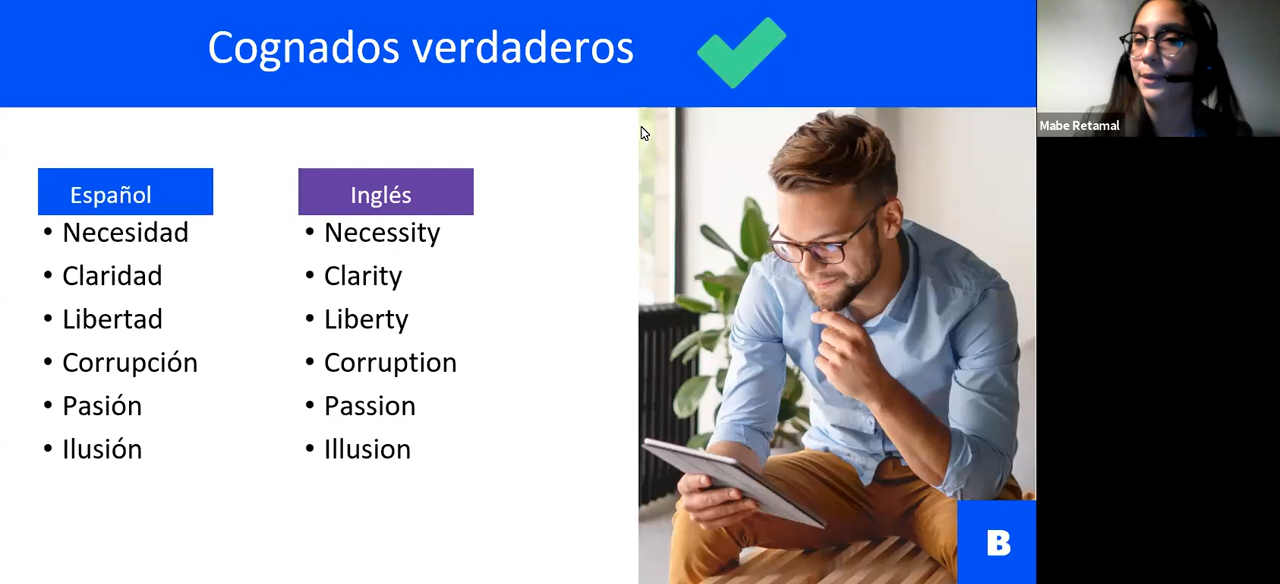 Cognados verdaderos
Español
Necesidad
Claridad
Libertad
Corrupción
Pasión
Ilusión
Inglés
Necessity
Clarity
Liberty
Corruption
Passion
Illusion
B
Mabe Retamal